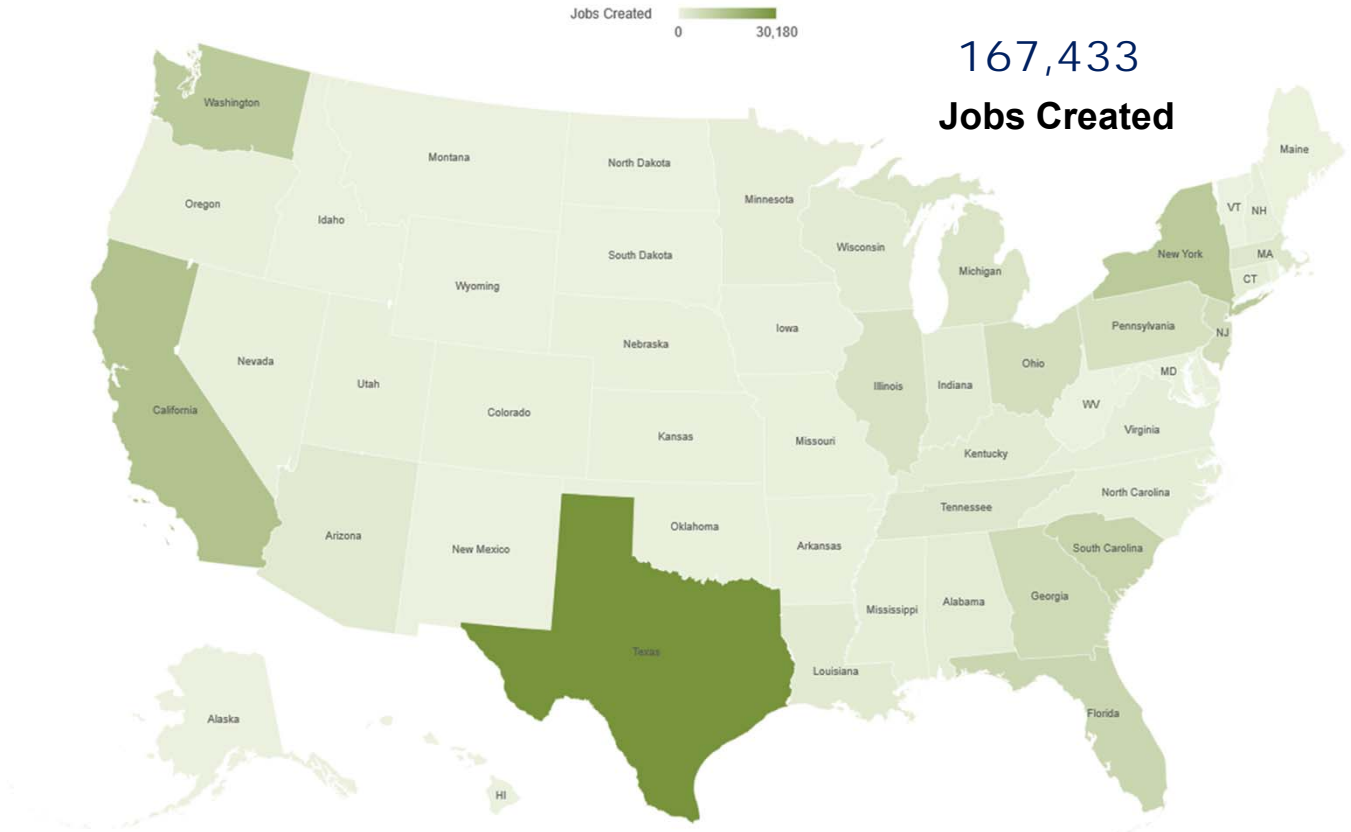 Jobs Created
0 30,180
167,433
Jobs Created
Washington
Montana
North Dakota
Maine
Oregon
Idaho
Minnesota
VT
NH
South Dakota
Wisconsin
Michigan
New York
MA
CT
Wyoming
Iowa
Pennsylvania
NJ
Nebraska
Nevada
Utah
Ohio
MD
Illinois
Indiana
California
Colorado
WV
Kansas
Missouri
Virginia
Kentucky
North Carolina
Tennessee
Oklahoma
Arizona
New Mexico
Arkansas
South Carolina
Mississippi
Alabama
Georgia
Texas
Louisiana
Alaska
Florida
HI